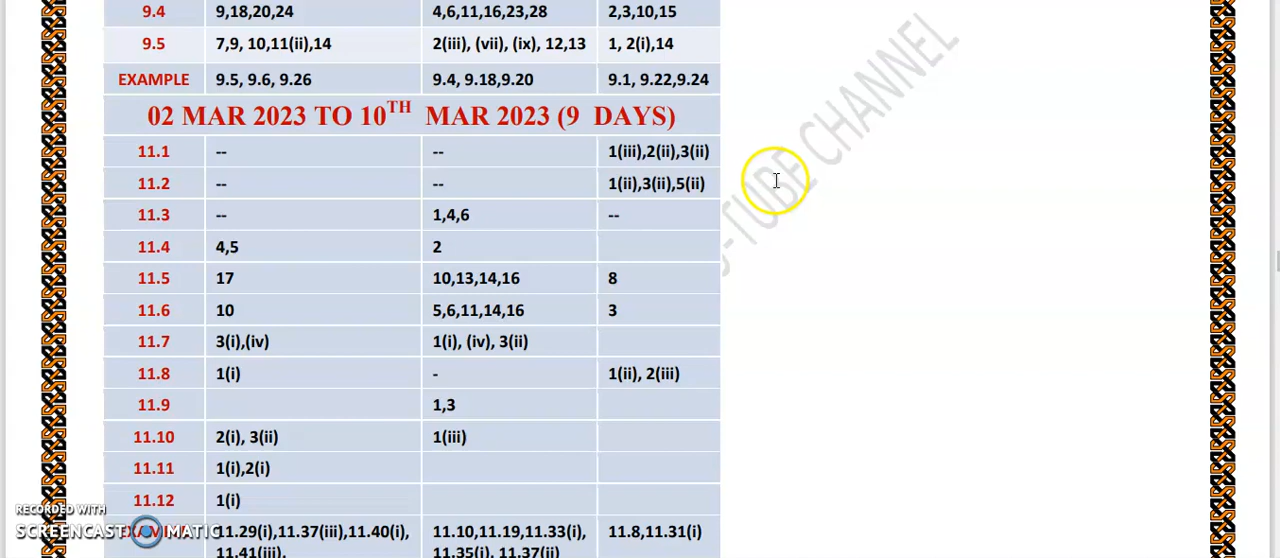 9.4 9,18,20,24 4,6,11,16,23,28 2,3,10,15
9.5 7,9, 10,11(ii),14 2(iii), (vii), (ix), 12,13 1, 2(i),14
EXAMPLE 9.5, 9.6, 9.26 9.4, 9.18,9.20 9.1, 9.22,9.24
02 MAR 2023 TO 10TH MAR 2023 (9 DAYS)
11.1 -- -- 1(iii),2(ii),3(ii)
11.2 -- -- 1(ii),3(ii),5(ii)
11.3 -- 1,4,6 --
11.4 4,5 2
11.5 17 10,13,14,16 8
11.6 10 5,6,11,14,16 3
11.7 3(i),(iv) 1(i), (iv), 3(ii)
11.8 1(i) - 1(ii), 2(iii)
11.9 1,3
11.10 2(i), 3(ii) 1(iii)
11.11 1(i),2(i)
11.12 1(i)
11.29(i),11.37(iii),11.40(i), 11.10,11.19,11.33(i), 11.8,11.31(i)
11.41(iii), 11.35(i), 11.37(ii)
-TUBE CHANNEL
RECORDED WITH
SCREENCAST MATIC